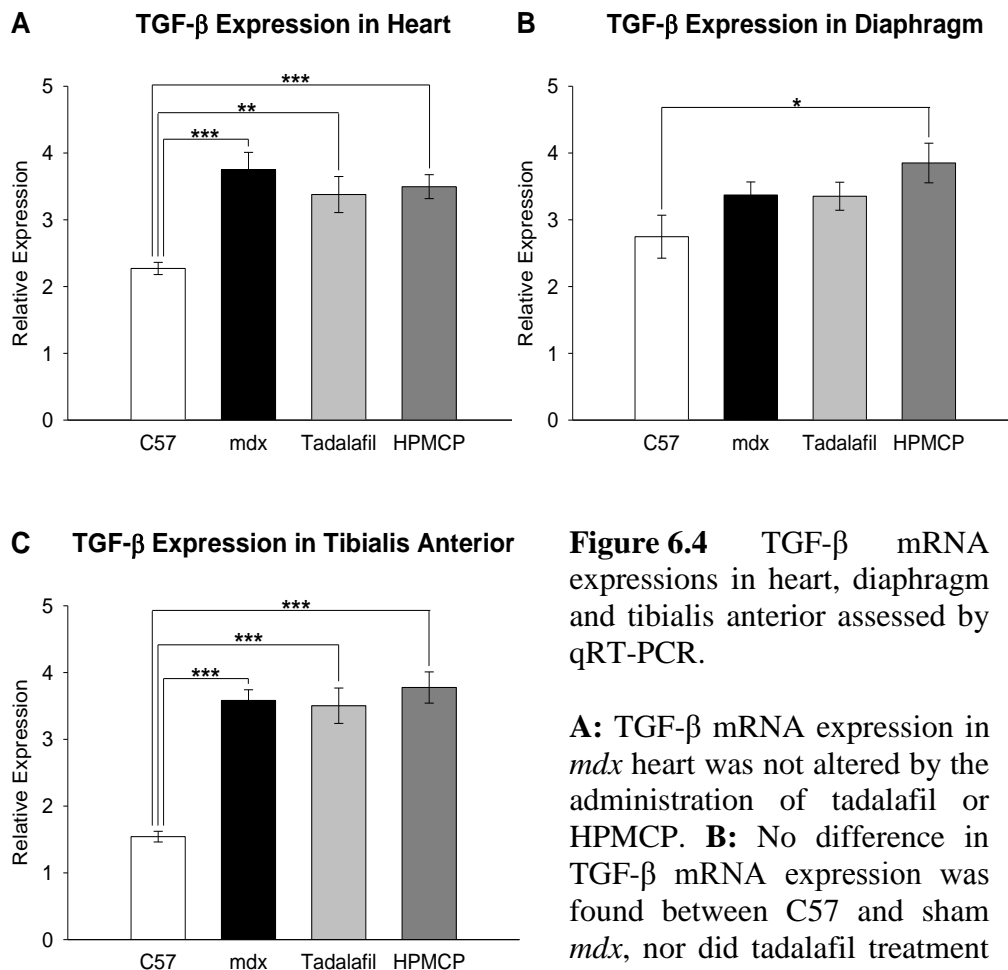 A TGF-β Expression in Heart
***
**
***
5
4
3
2
1
0
Relative Expression
C57 mdx Tadalafil HPMCP
B TGF-β Expression in Diaphragm
*
5
4
3
2
1
0
Relative Expression
C57 mdx Tadalafil HPMCP
C TGF-β Expression in Tibialis Anterior
***
***
***
5
4
3
2
1
0
Relative Expression
C57 mdx Tadalafil HPMCP
Figure 6.4 TGF-β mRNA
expressions in heart, diaphragm
and tibialis anterior assessed by
qRT-PCR.
A: TGF-β mRNA expression in
mdx heart was not altered by the
administration of tadalafil or
HPMCP. B: No difference in
TGF-β mRNA expression was
found between C57 and sham
mdx, nor did tadalafil treatment